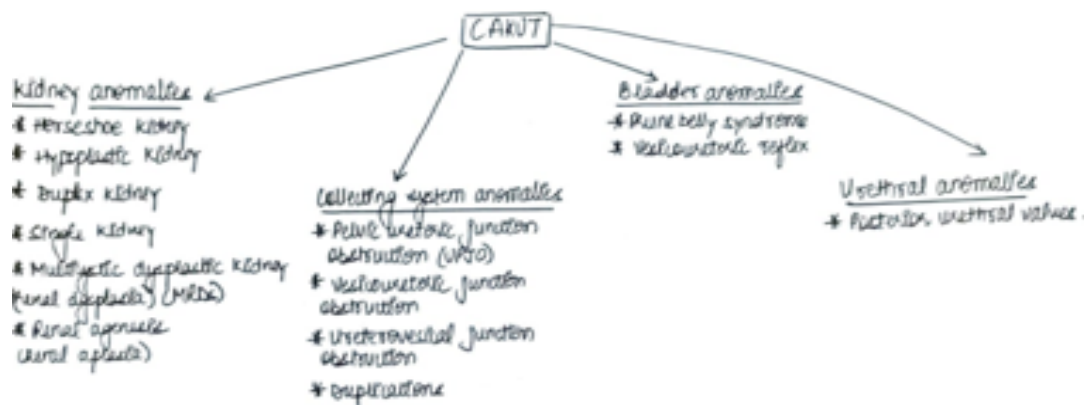 CAKUT
Kidney anomalies
* Horseshoe kidney
* Hypoplastic kidney
* Duplex kidney
* Single kidney
* Multicystic dysplastic kidney
(renal dysplasia)
* Renal agenesis
(renal aplasia)
Collecting system anomalies
* Pelvic ureteric junction
obstruction (UPJO)
* Vesicoureteric junction
obstruction
* Ureterovesical junction
obstruction
* Duplications
Bladder anomalies
* Prune belly syndrome
* Vesicoureteric reflex
Urethral anomalies
* Posterior urethral valves.